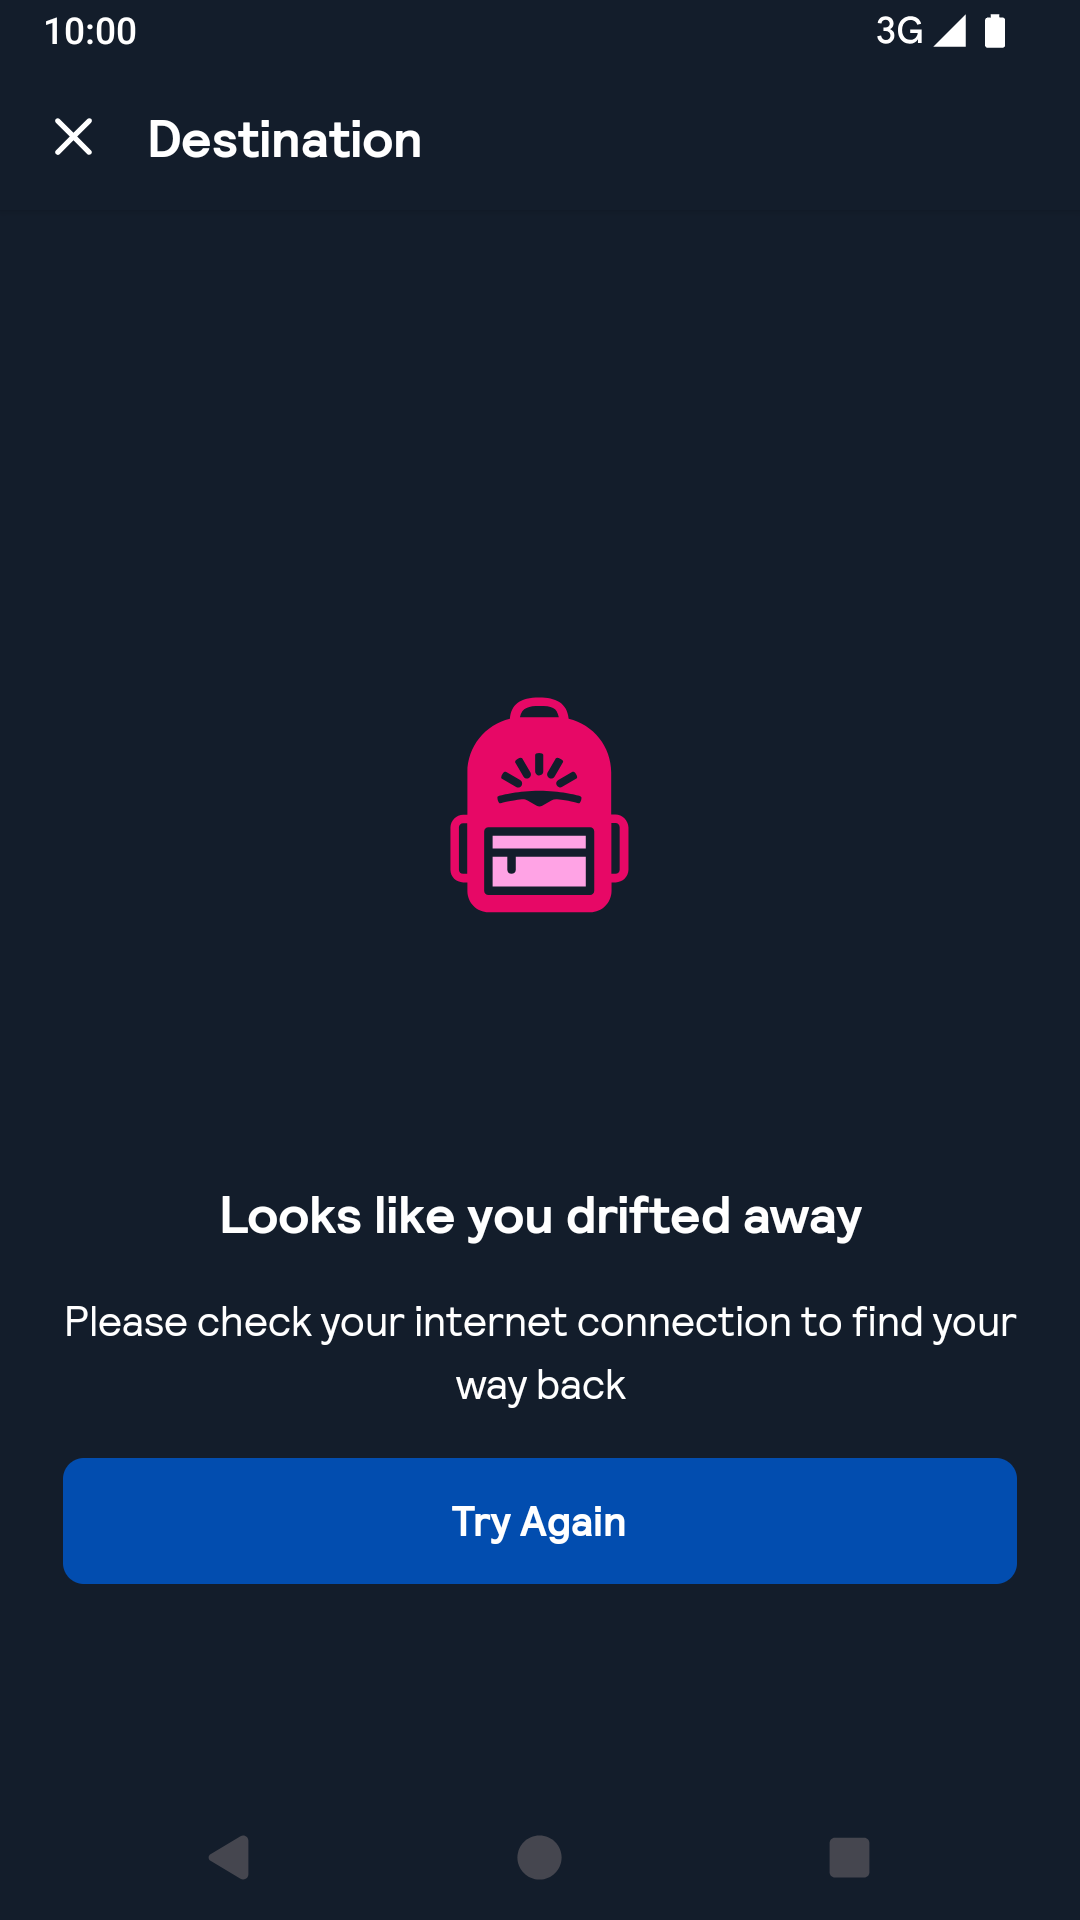 10:00
3G
Destination
Looks like you drifted away
Please check your internet connection to find your
way back
Try Again